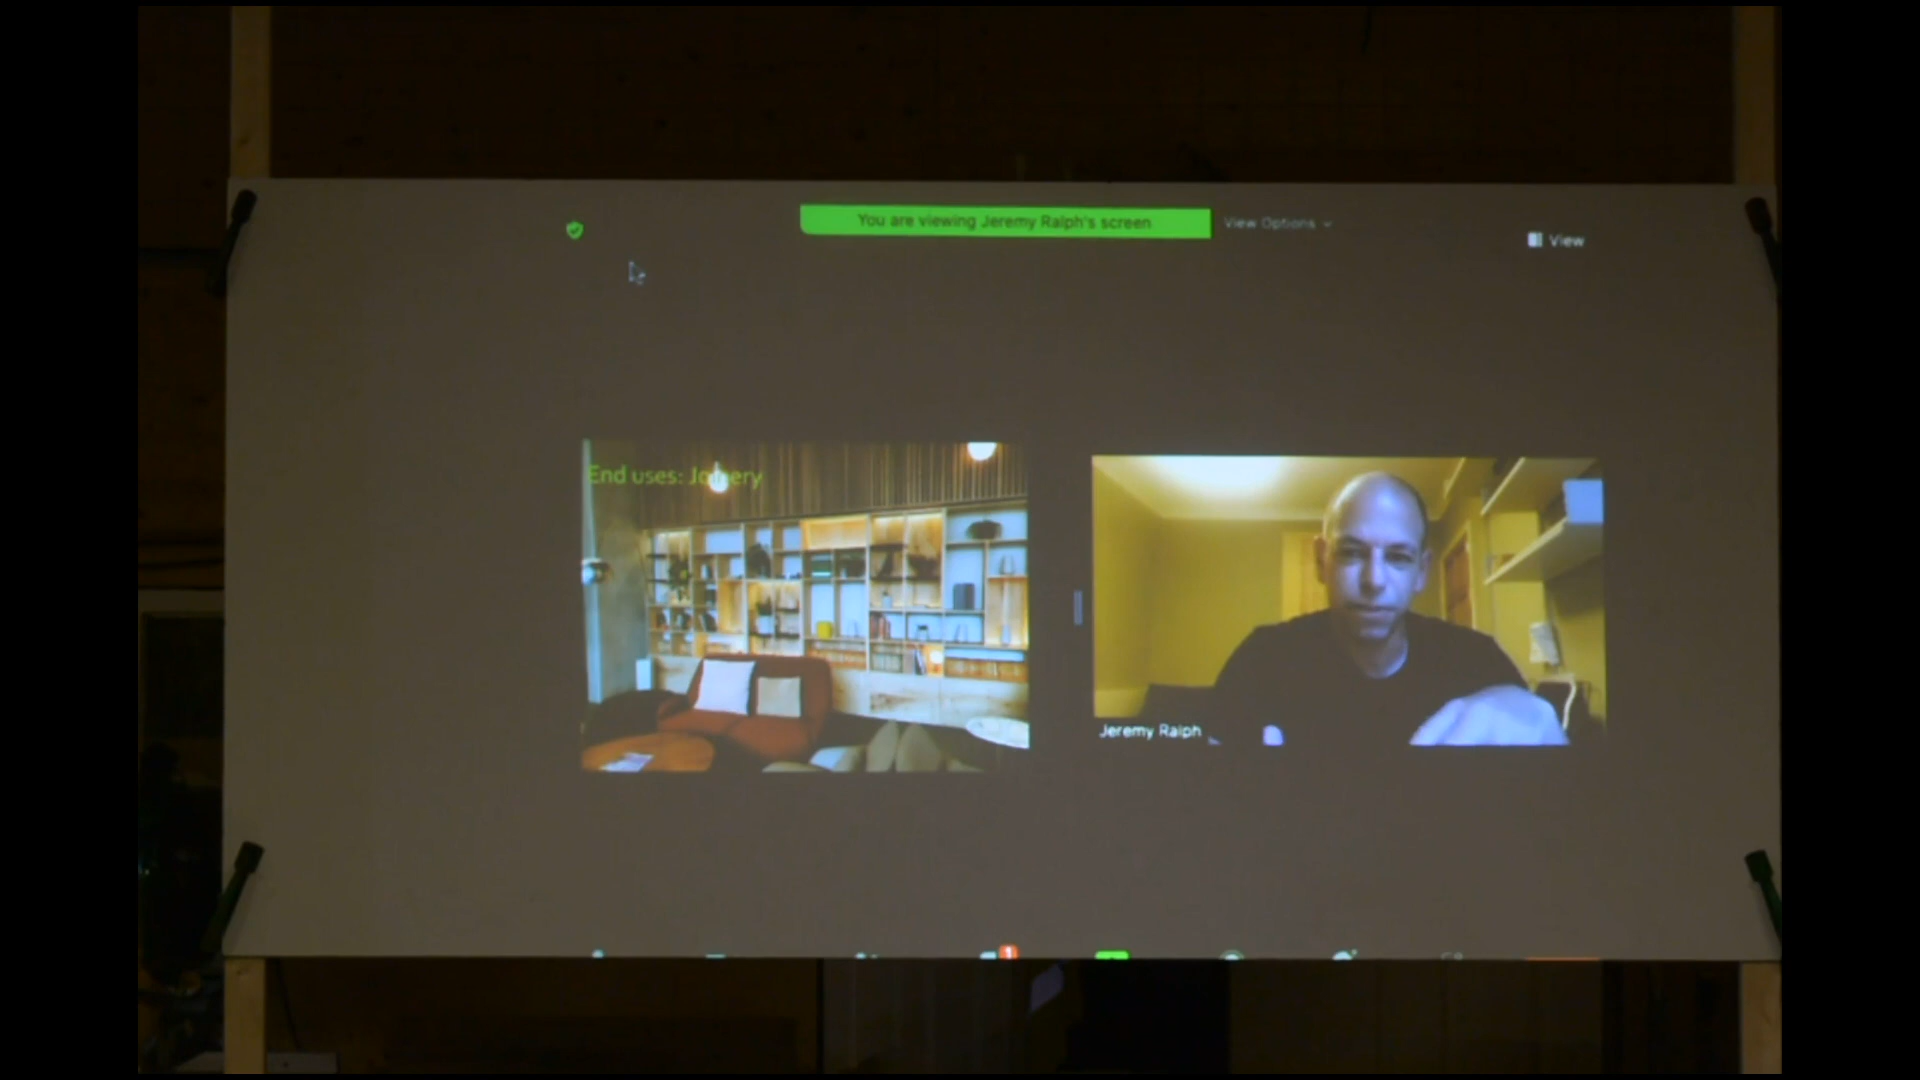 You are viewing Jeremy Ralph's screen
View Options
View
End uses: Joinery
Jeremy Ralph